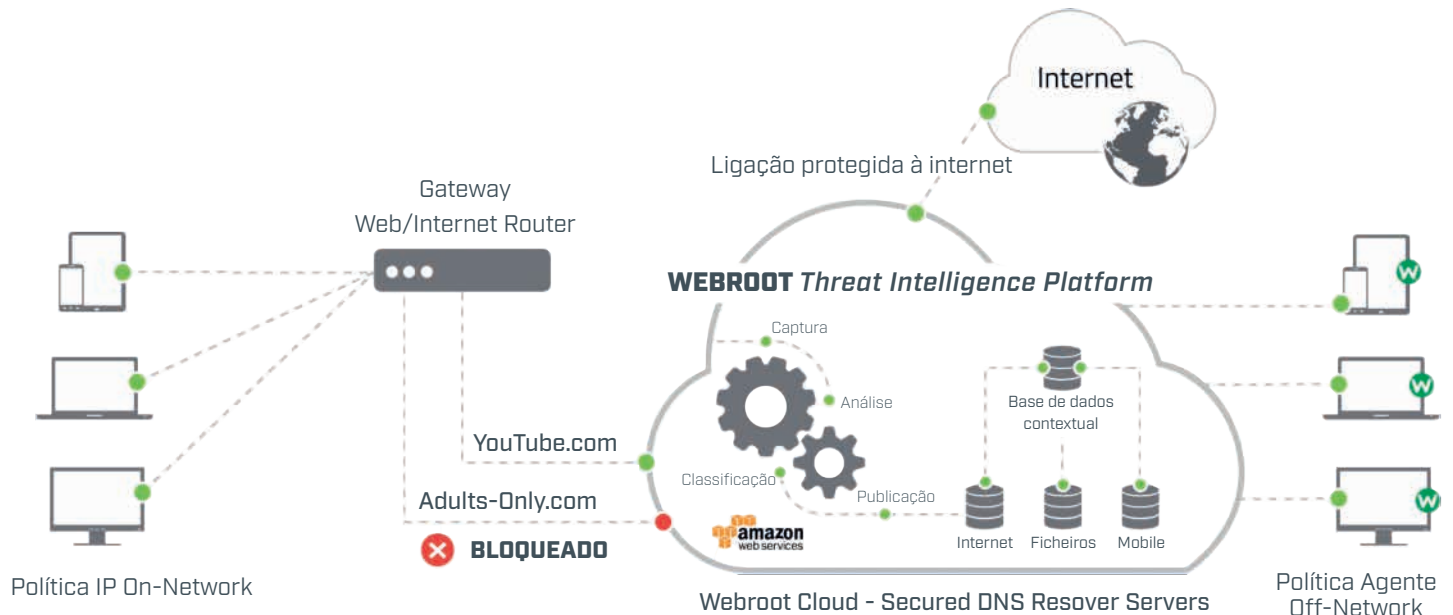 Internet
Ligação protegida à internet
Gateway
Web/Internet Router
WEBROOT Threat Intelligence Platform
Captura
Análise
Classificação
Publicação
Base de dados
contextual
YouTube.com
Adults-Only.com
BLOQUEADO
amazon
web services
Internet
Ficheiros
Mobile
W
W
W
Política IP On-Network
Webroot Cloud - Secured DNS Resover Servers
Política Agente
Off-Network